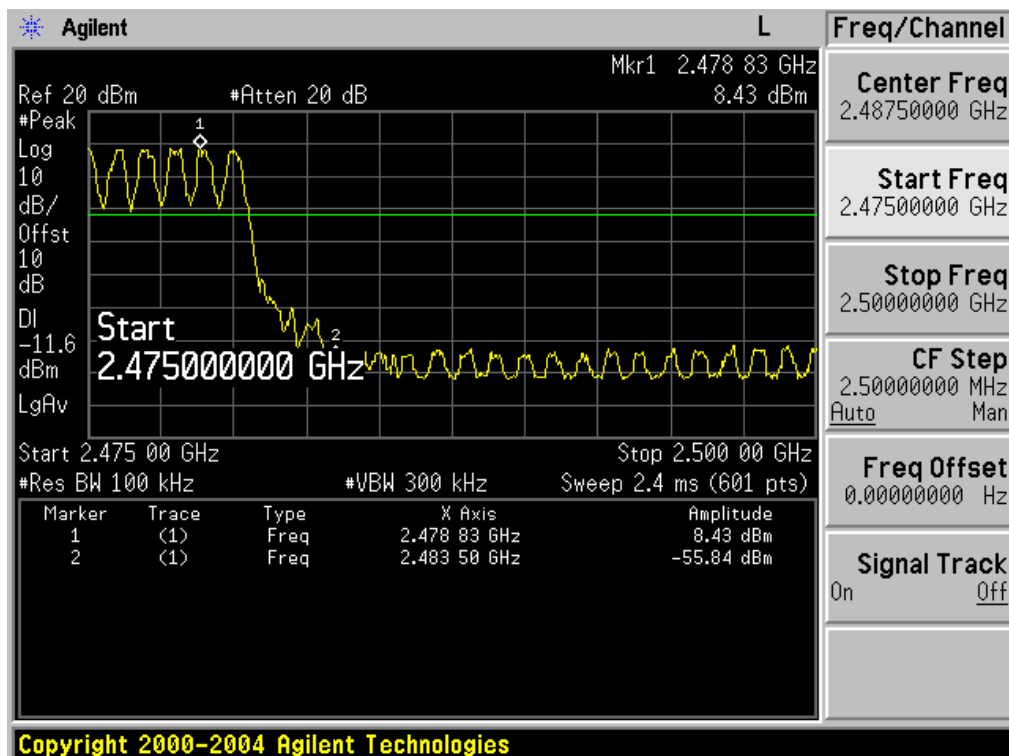 Agilent L
Mkr1 2.478 83 GHz
Ref 20 dBm #Atten 20 dB 8.43 dBm
#Peak
Log
10
dB/
Offst
10
dB
DI
-11.6
dBm
LgAv
1
2
Start
2.475000000 GHz
Start 2.475 00 GHz Stop 2.500 00 GHz
#Res BW 100 kHz #VBW 300 kHz Sweep 2.4 ms (601 pts)
Marker Trace Type X Axis Amplitude
1 (1) Freq 2.478 83 GHz 8.43 dBm
2 (1) Freq 2.483 50 GHz -55.84 dBm
Copyright 2000-2004 Agilent Technologies
Freq/Channel
Center Freq
2.48750000 GHz
Start Freq
2.47500000 GHz
Stop Freq
2.50000000 GHz
CF Step
2.50000000 MHz
Auto Man
Freq Offset
0.00000000 Hz
Signal Track
On Off